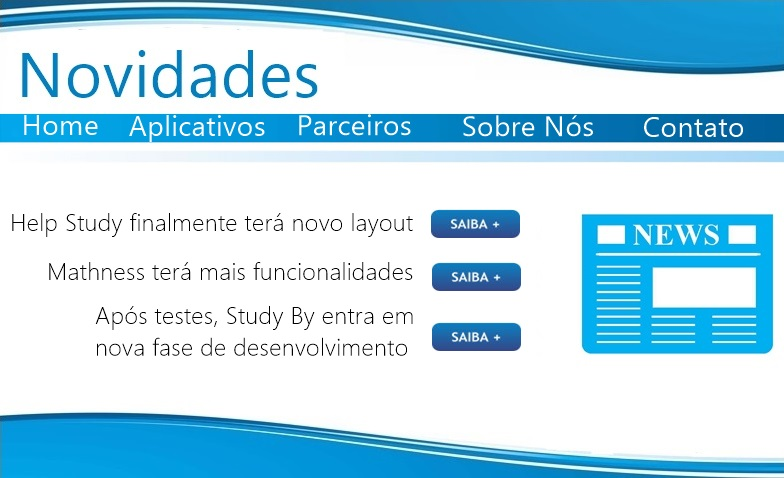 Novidades
Home Aplicativos Parceiros Sobre Nós Contato
Help Study finalmente terá novo layout SAIBA +
Mathness terá mais funcionalidades SAIBA +
Após testes, Study By entra em
nova fase de desenvolvimento SAIBA +
NEWS